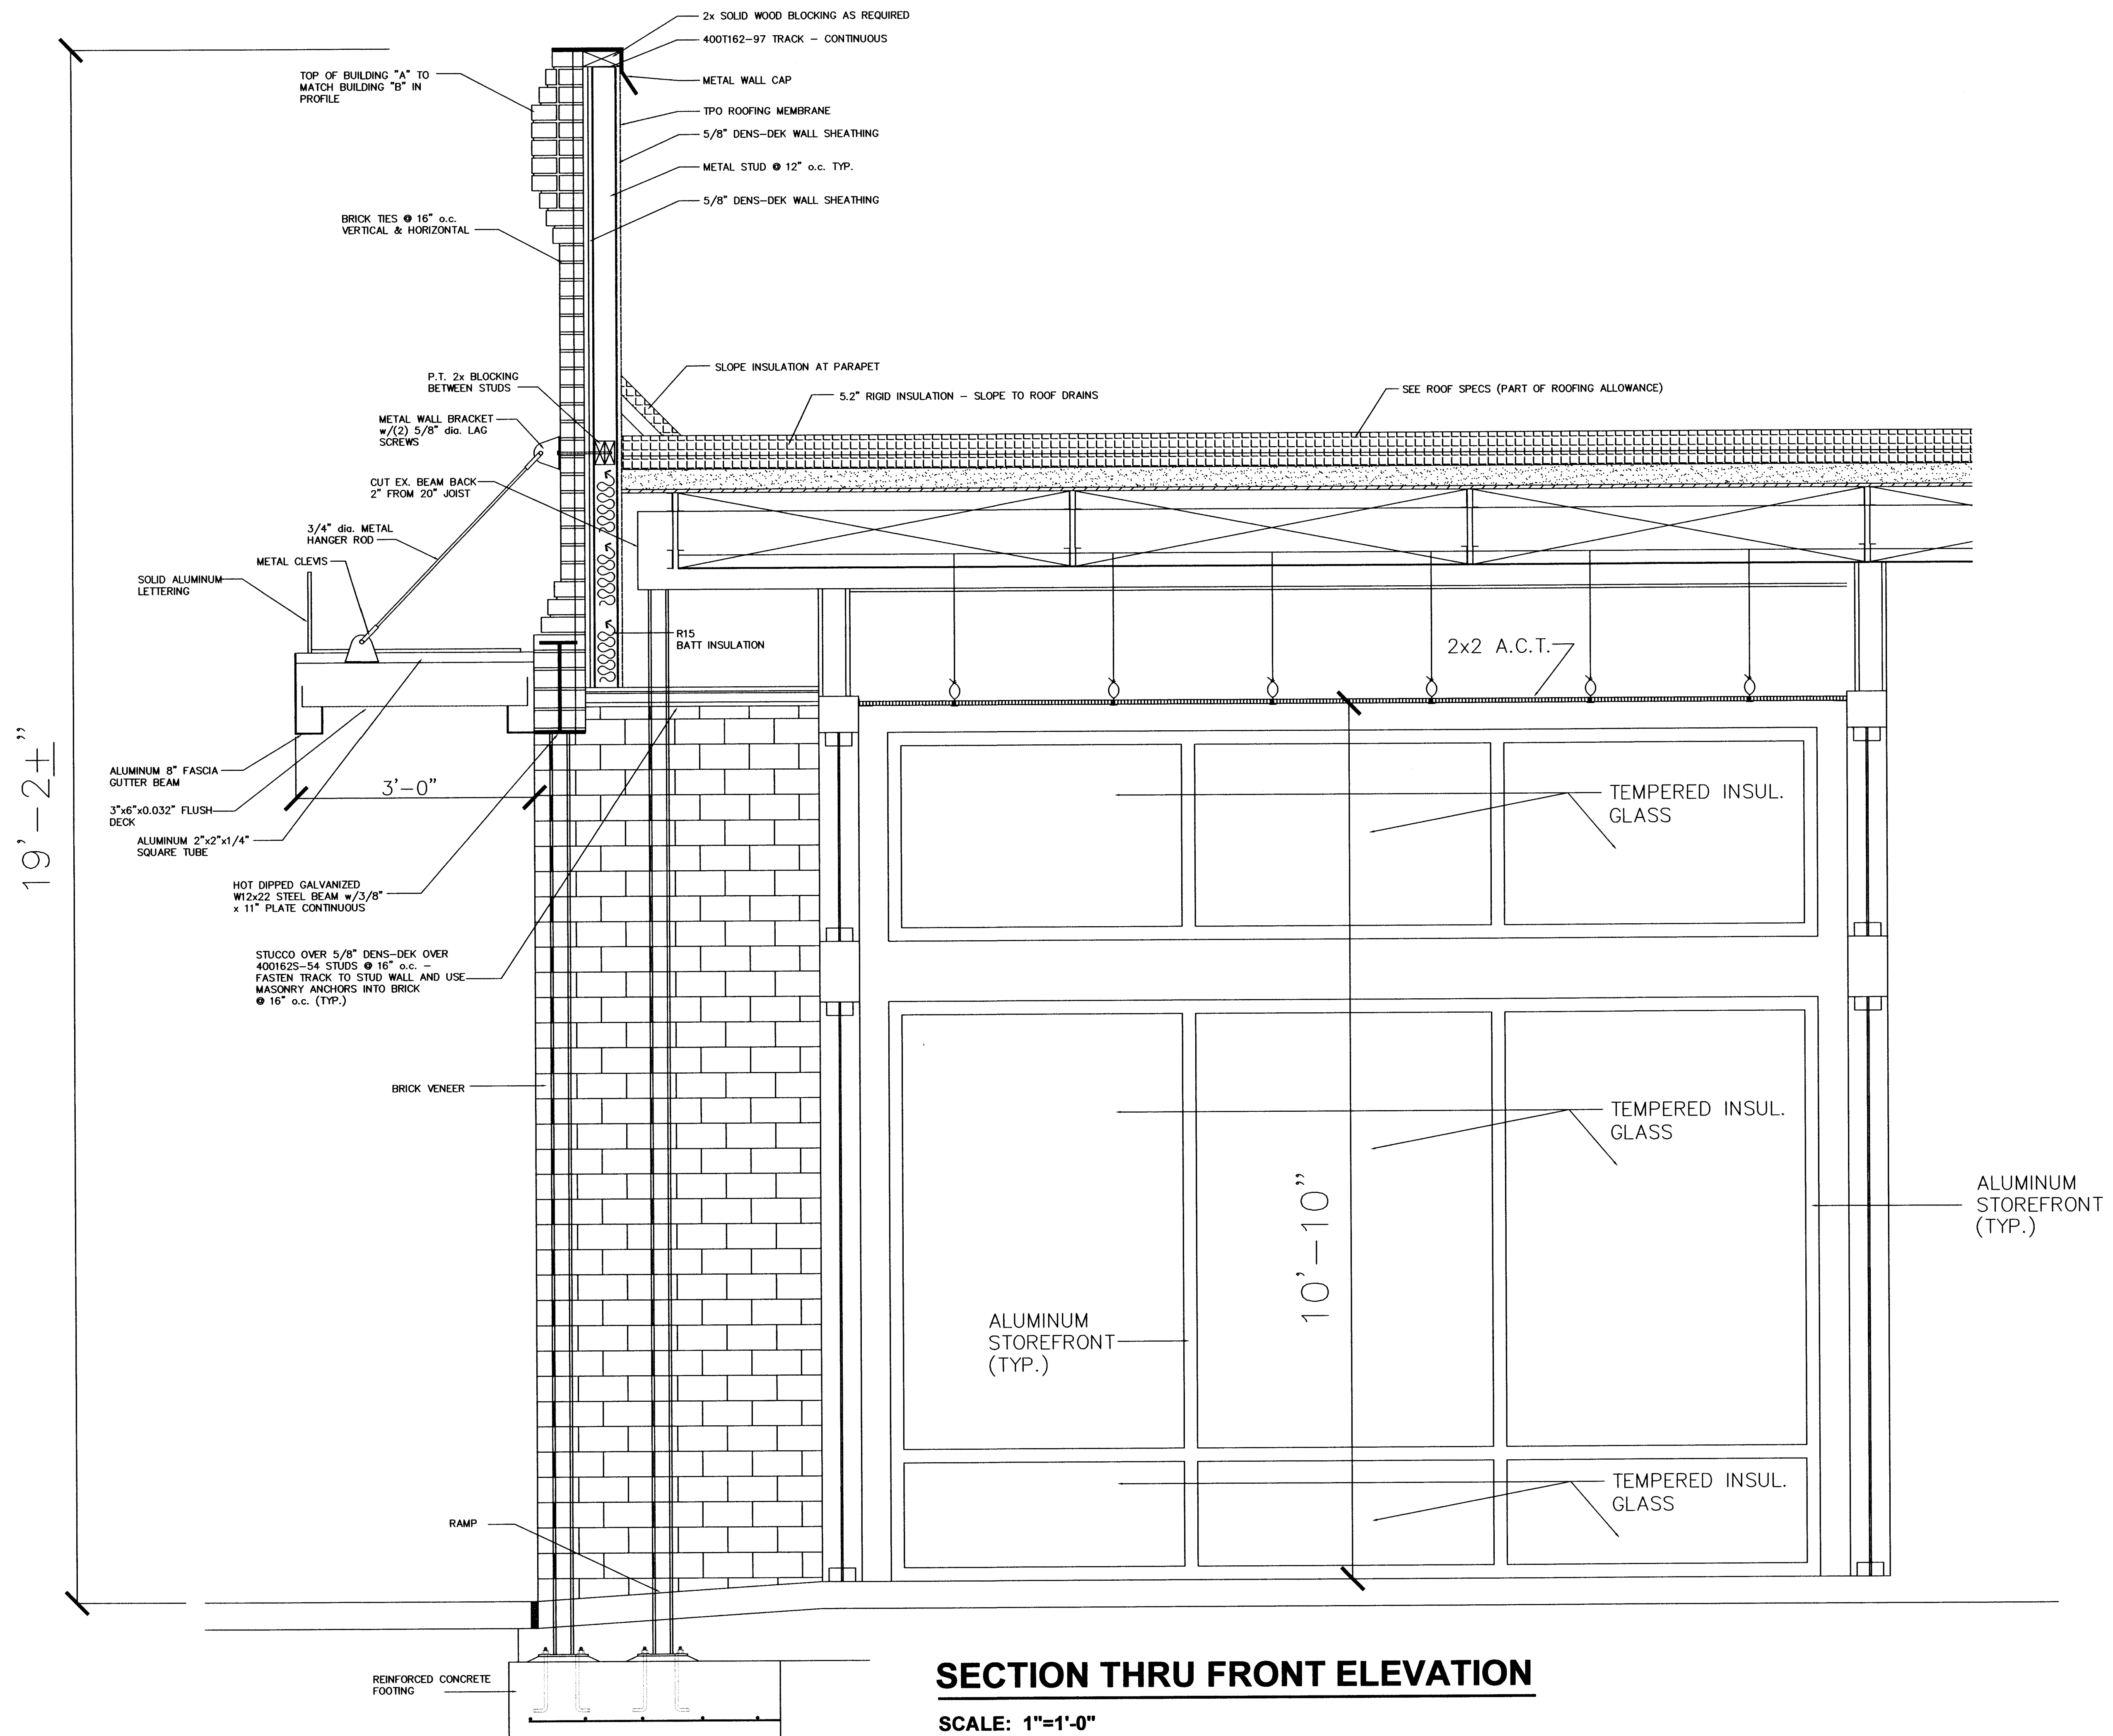 2x SOLID WOOD BLOCKING AS REQUIRED
400T162-97 TRACK - CONTINUOUS
TOP OF BUILDING "A" TO
MATCH BUILDING "B" IN
PROFILE
METAL WALL CAP
TPO ROOFING MEMBRANE
5/8" DENS-DEK WALL SHEATHING
METAL STUD @ 12" o.c. TYP.
5/8" DENS-DEK WALL SHEATHING
BRICK TIES @ 16" o.c.
VERTICAL & HORIZONTAL
SLOPE INSULATION AT PARAPET
P.T. 2x BLOCKING
BETWEEN STUDS
5.2" RIGID INSULATION - SLOPE TO ROOF DRAINS
SEE ROOF SPECS (PART OF ROOFING ALLOWANCE)
METAL WALL BRACKET
w/(2) 5/8" dia. LAG
SCREWS
CUT EX. BEAM BACK
2" FROM 20" JOIST
3/4" dia. METAL
HANGER ROD
METAL CLEVIS
SOLID ALUMINUM
LETTERING
R15
BATT INSULATION
2x2 A.C.T.
19'-2±"
ALUMINUM 8" FASCIA
GUTTER BEAM
3'-0"
3"x6"x0.032" FLUSH
DECK
ALUMINUM 2"x2"x1/4"
SQUARE TUBE
TEMPERED INSUL.
GLASS
HOT DIPPED GALVANIZED
W12x22 STEEL BEAM w/3/8"
x 11" PLATE CONTINUOUS
STUCCO OVER 5/8" DENS-DEK OVER
400162S-54 STUDS @ 16" o.c. -
FASTEN TRACK TO STUD WALL AND USE
MASONRY ANCHORS INTO BRICK
@ 16" o.c. (TYP.)
BRICK VENEER
TEMPERED INSUL.
GLASS
10'-10"
ALUMINUM
STOREFRONT
(TYP.)
ALUMINUM
STOREFRONT
(TYP.)
TEMPERED INSUL.
GLASS
RAMP
REINFORCED CONCRETE
FOOTING
SECTION THRU FRONT ELEVATION
SCALE: 1"=1'-0"